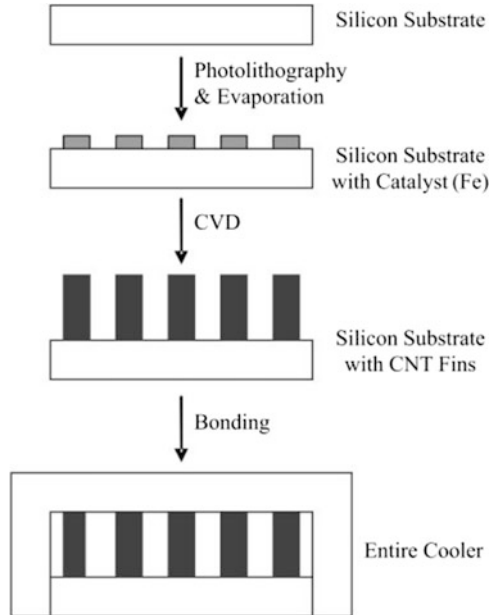 Silicon Substrate
Photolithography
& Evaporation
Silicon Substrate
with Catalyst (Fe)
CVD
Silicon Substrate
with CNT Fins
Bonding
Entire Cooler